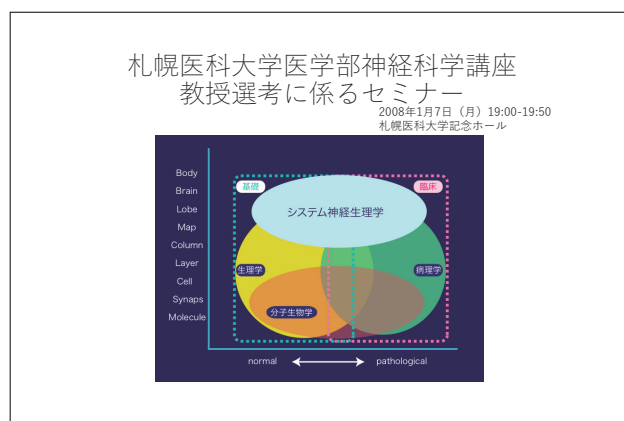 札幌医科大学医学部神経科学講座
教授選考に係るセミナー
2008年1月7日（月）19:00-19:50
札幌医科大学記念ホール
Body
Brain
Lobe
Map
Column
Layer
Cell
Synaps
Molecule
基礎
臨床
システム神経生理学
生理学
病理学
分子生物学
normal
pathological